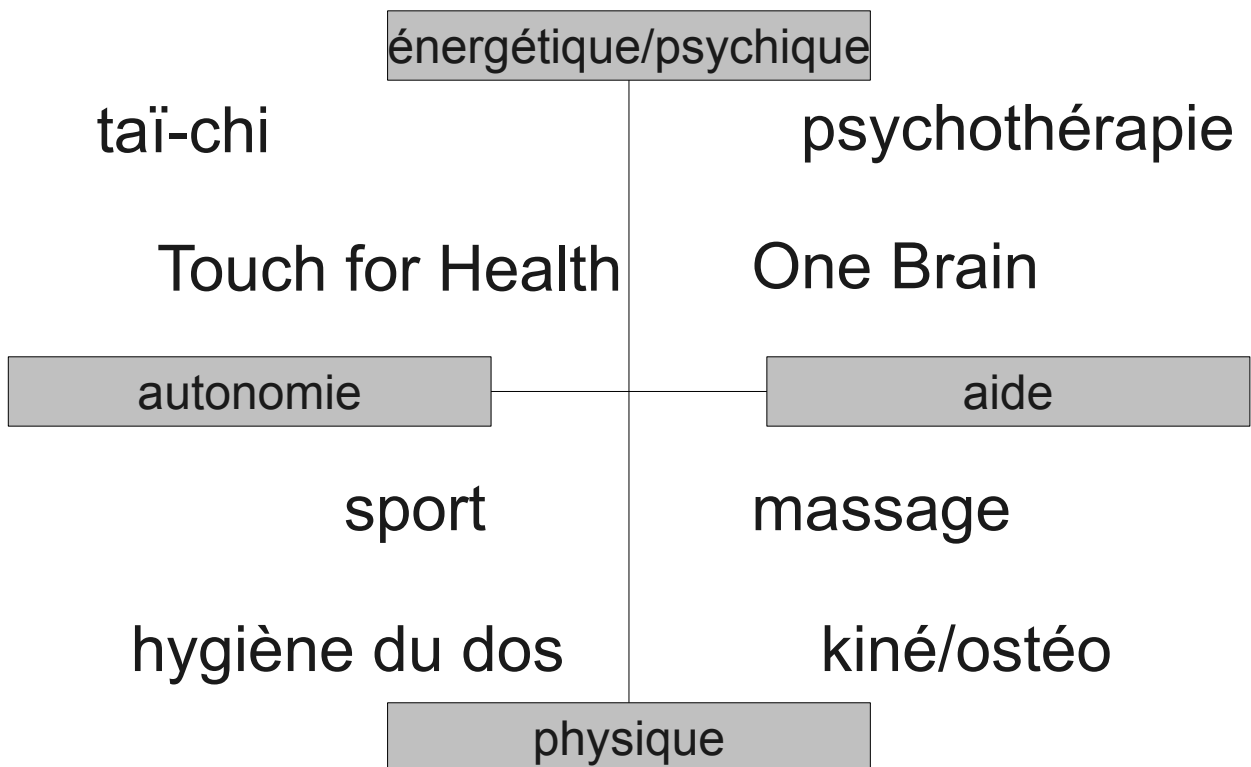 énergétique/psychique
taï-chi
psychothérapie
Touch for Health
One Brain
autonomie
aide
sport
massage
hygiène du dos
kiné/ostéo
physique